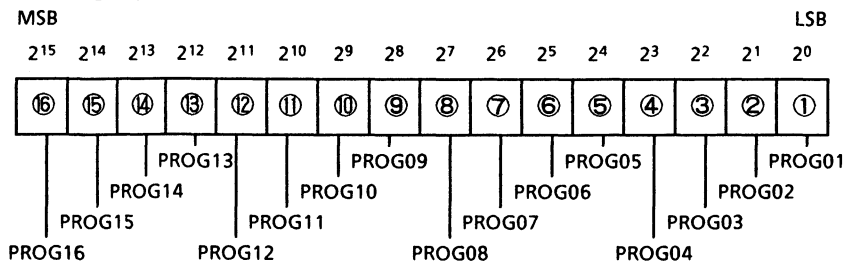 MSB LSB
2¹⁵ 2¹⁴ 2¹³ 2¹² 2¹¹ 2¹⁰ 2⁹ 2⁸ 2⁷ 2⁶ 2⁵ 2⁴ 2³ 2² 2¹ 2⁰
⑯ ⑮ ⑭ ⑬ ⑫ ⑪ ⑩ ⑨ ⑧ ⑦ ⑥ ⑤ ④ ③ ② ①
PROG13 PROG09 PROG05 PROG01
PROG14 PROG10 PROG06 PROG02
PROG15 PROG11 PROG07 PROG03
PROG16 PROG12 PROG08 PROG04